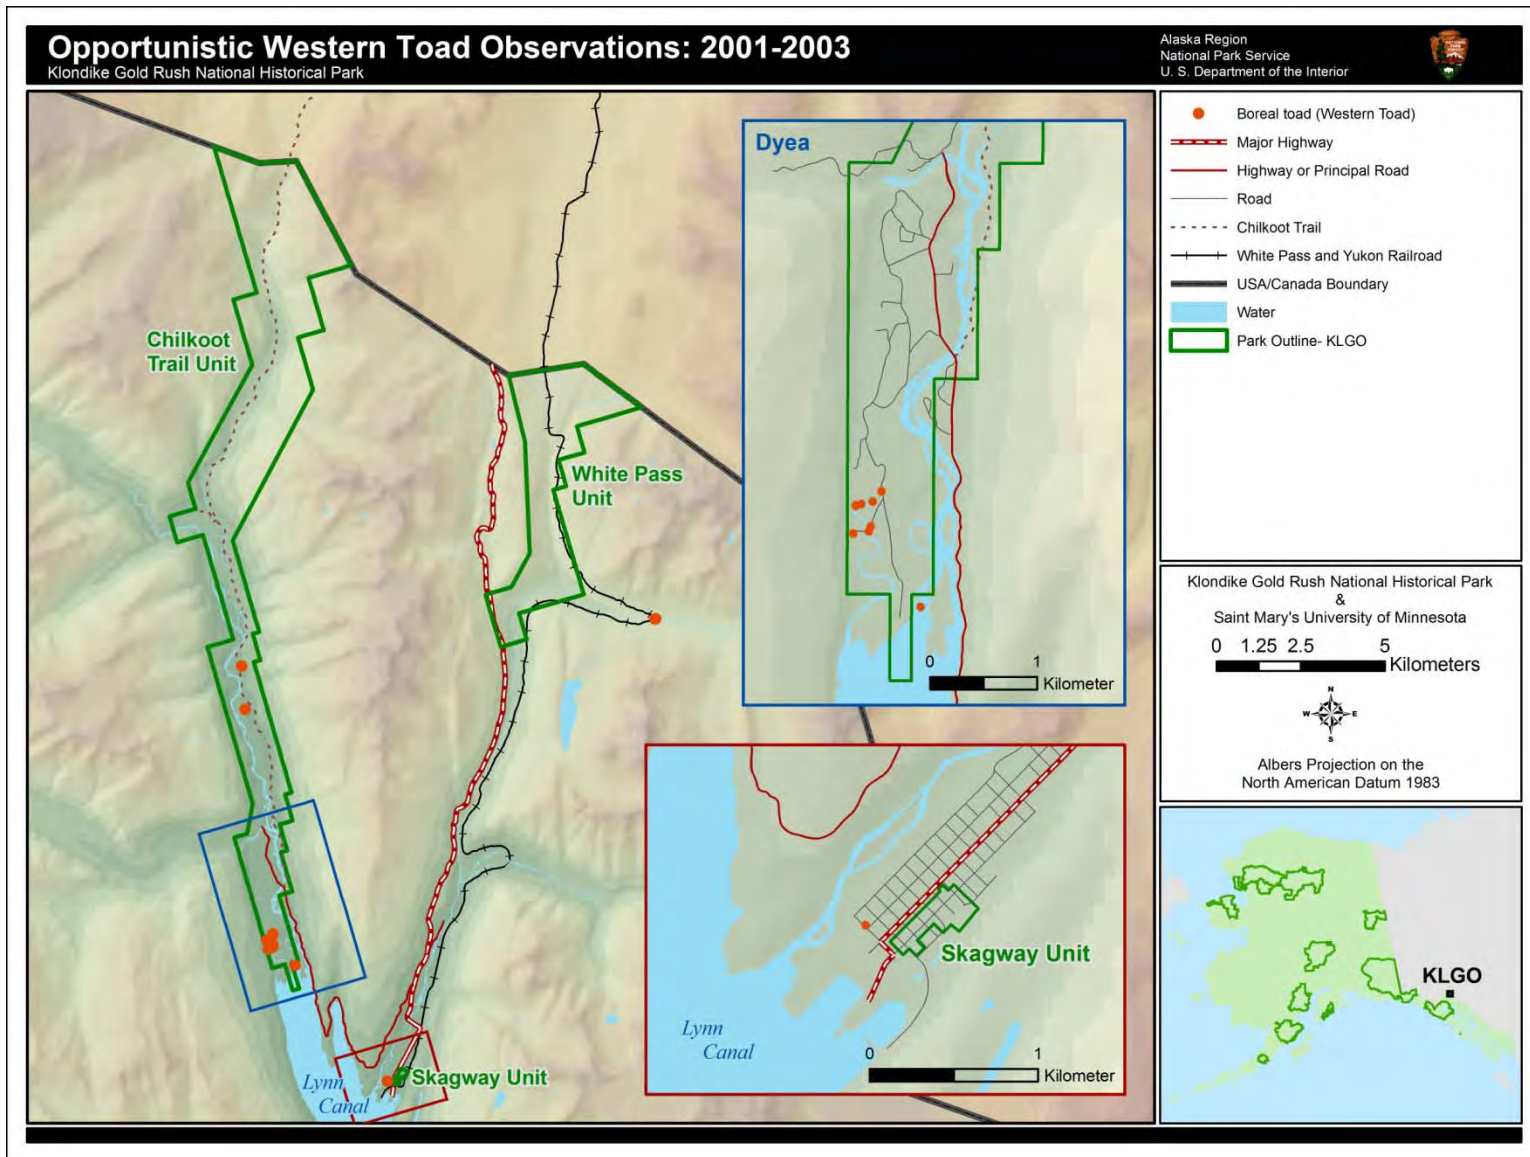 Opportunistic Western Toad Observations: 2001-2003
Klondike Gold Rush National Historical Park
Alaska Region
National Park Service
U. S. Department of the Interior
Chilkoot
Trail Unit
White Pass
Unit
Skagway Unit
Lynn
Canal
Dyea
0 1
Kilometer
Skagway Unit
Lynn
Canal
0 1
Kilometer
Boreal toad (Western Toad)
Major Highway
Highway or Principal Road
Road
Chilkoot Trail
White Pass and Yukon Railroad
USA/Canada Boundary
Water
Park Outline- KLGO
Klondike Gold Rush National Historical Park
&
Saint Mary's University of Minnesota
0 1.25 2.5 5
Kilometers
N
W E
S
Albers Projection on the
North American Datum 1983
KLGO